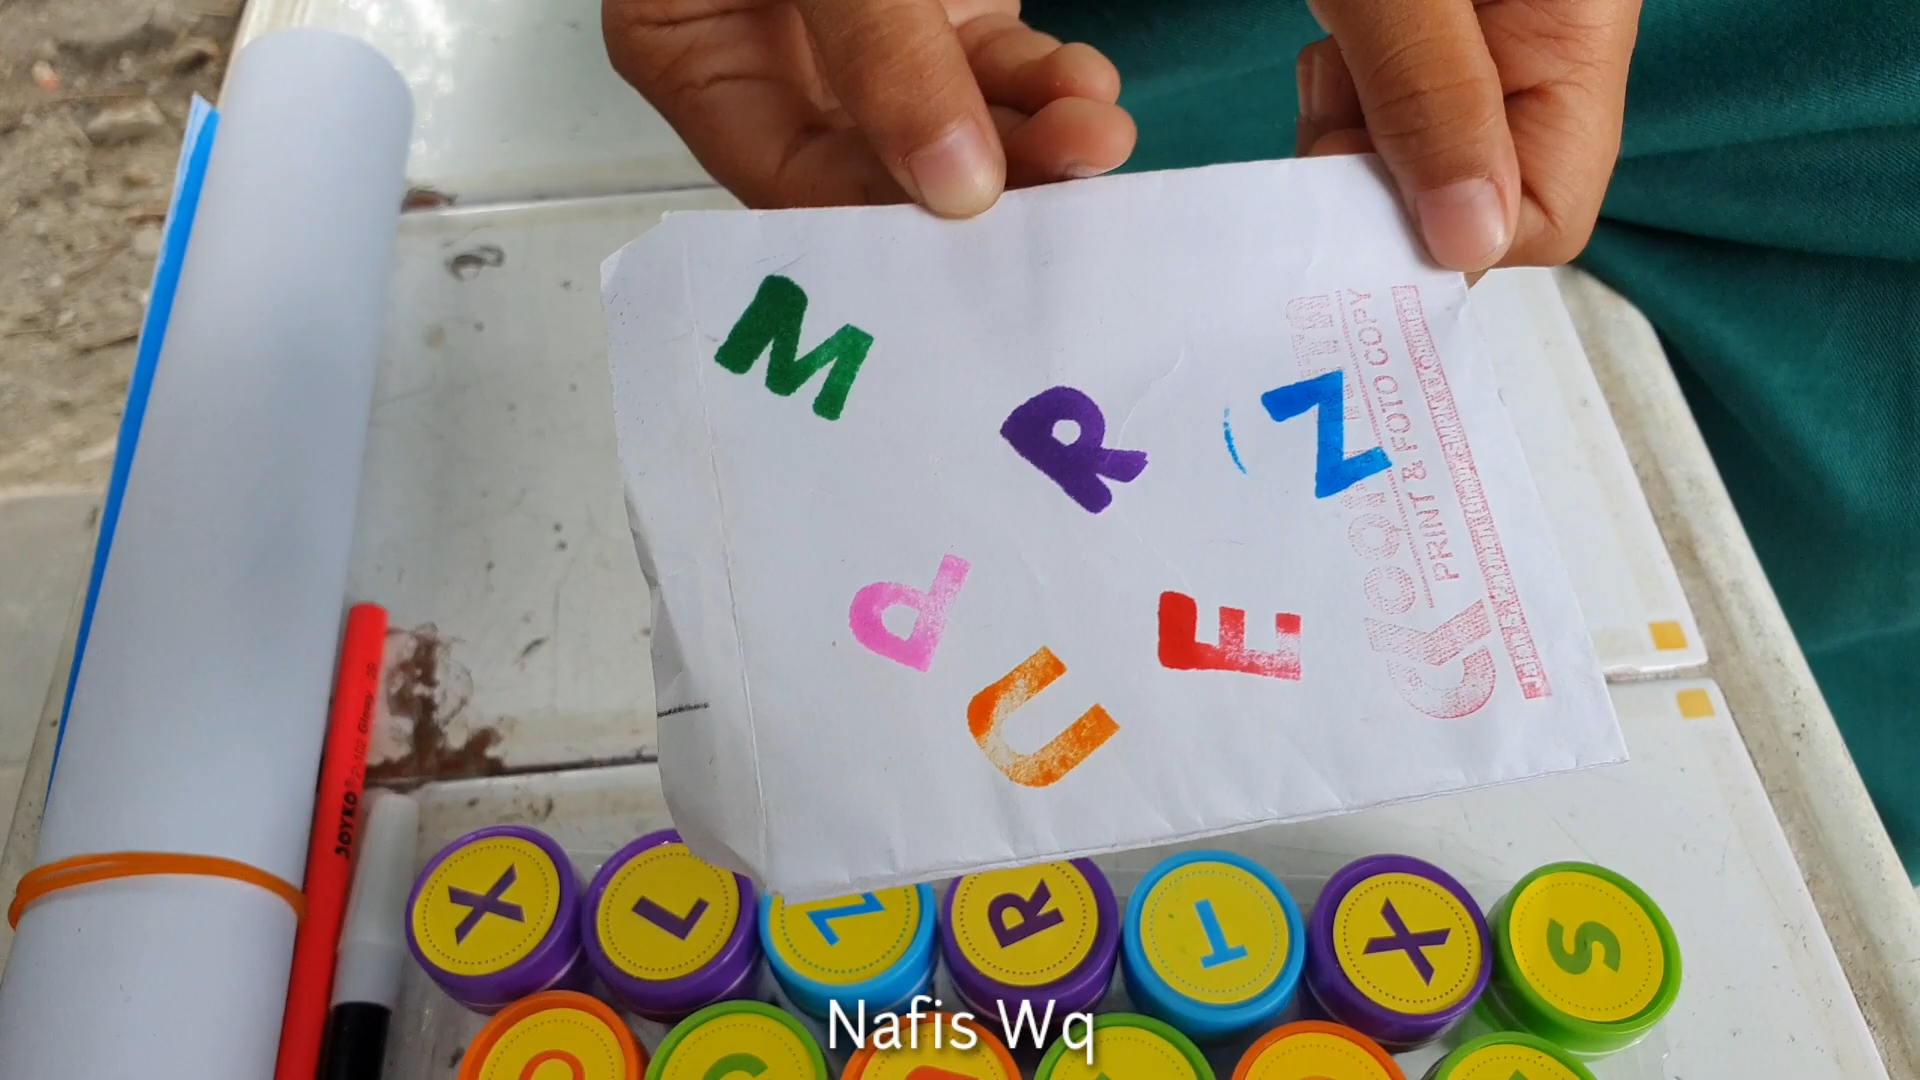 M
R
Z
P
U
E
PRINT & FOTO COPY
JOYKO
X L Z R T X S
Nafis Wq